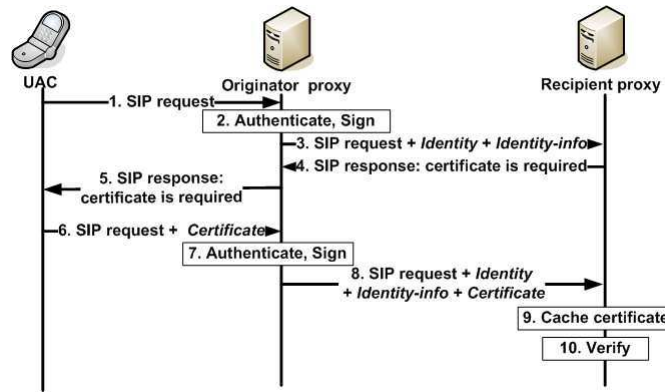 UAC
Originator proxy
Recipient proxy
1. SIP request
2. Authenticate, Sign
3. SIP request + Identity + Identity-info
4. SIP response: certificate is required
5. SIP response:
certificate is required
6. SIP request + Certificate
7. Authenticate, Sign
8. SIP request + Identity
+ Identity-info + Certificate
9. Cache certificate
10. Verify